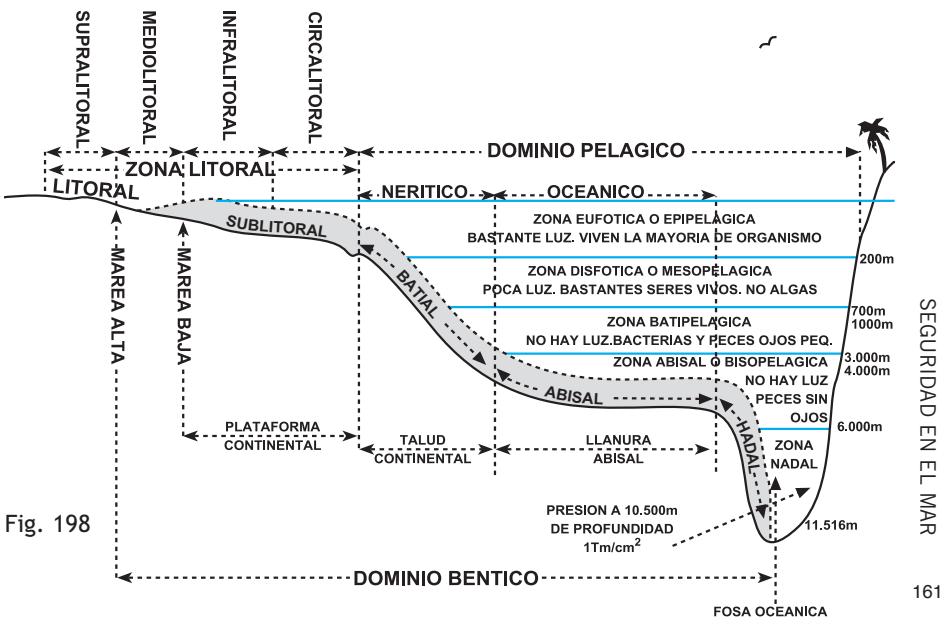 SUPRALITORAL
MEDIOLITORAL
INFRALITORAL
CIRCALITORAL
ZONA LITORAL
DOMINIO PELAGICO
LITORAL
NERITICO
OCEANICO
SUBLITORAL
ZONA EUFOTICA O EPIPELAGICA
BASTANTE LUZ. VIVEN LA MAYORIA DE ORGANISMO
200m
MAREA ALTA
MAREA BAJA
BATIAL
ZONA DISFOTICA O MESOPELAGICA
POCA LUZ. BASTANTES SERES VIVOS. NO ALGAS
700m
1000m
ZONA BATIPELAGICA
NO HAY LUZ.BACTERIAS Y PECES OJOS PEQ.
3.000m
4.000m
ZONA ABISAL O BISOPELAGICA
NO HAY LUZ
PECES SIN
OJOS
ABISAL
HADAL
6.000m
ZONA
NADAL
PLATAFORMA
CONTINENTAL
TALUD
CONTINENTAL
LLANURA
ABISAL
PRESION A 10.500m
DE PROFUNDIDAD
1Tm/cm²
11.516m
Fig. 198
DOMINIO BENTICO
FOSA OCEANICA
SEGURIDAD EN EL MAR
161